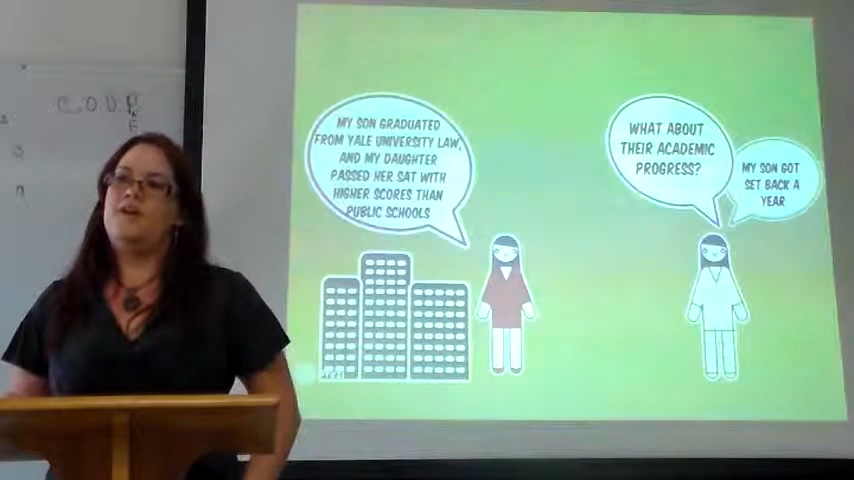 MY SON GRADUATED
FROM YALE UNIVERSITY LAW,
AND MY DAUGHTER
PASSED HER SAT WITH
HIGHER SCORES THAN
PUBLIC SCHOOLS
WHAT ABOUT
THEIR ACADEMIC
PROGRESS?
MY SON GOT
SET BACK A
YEAR
Prezi